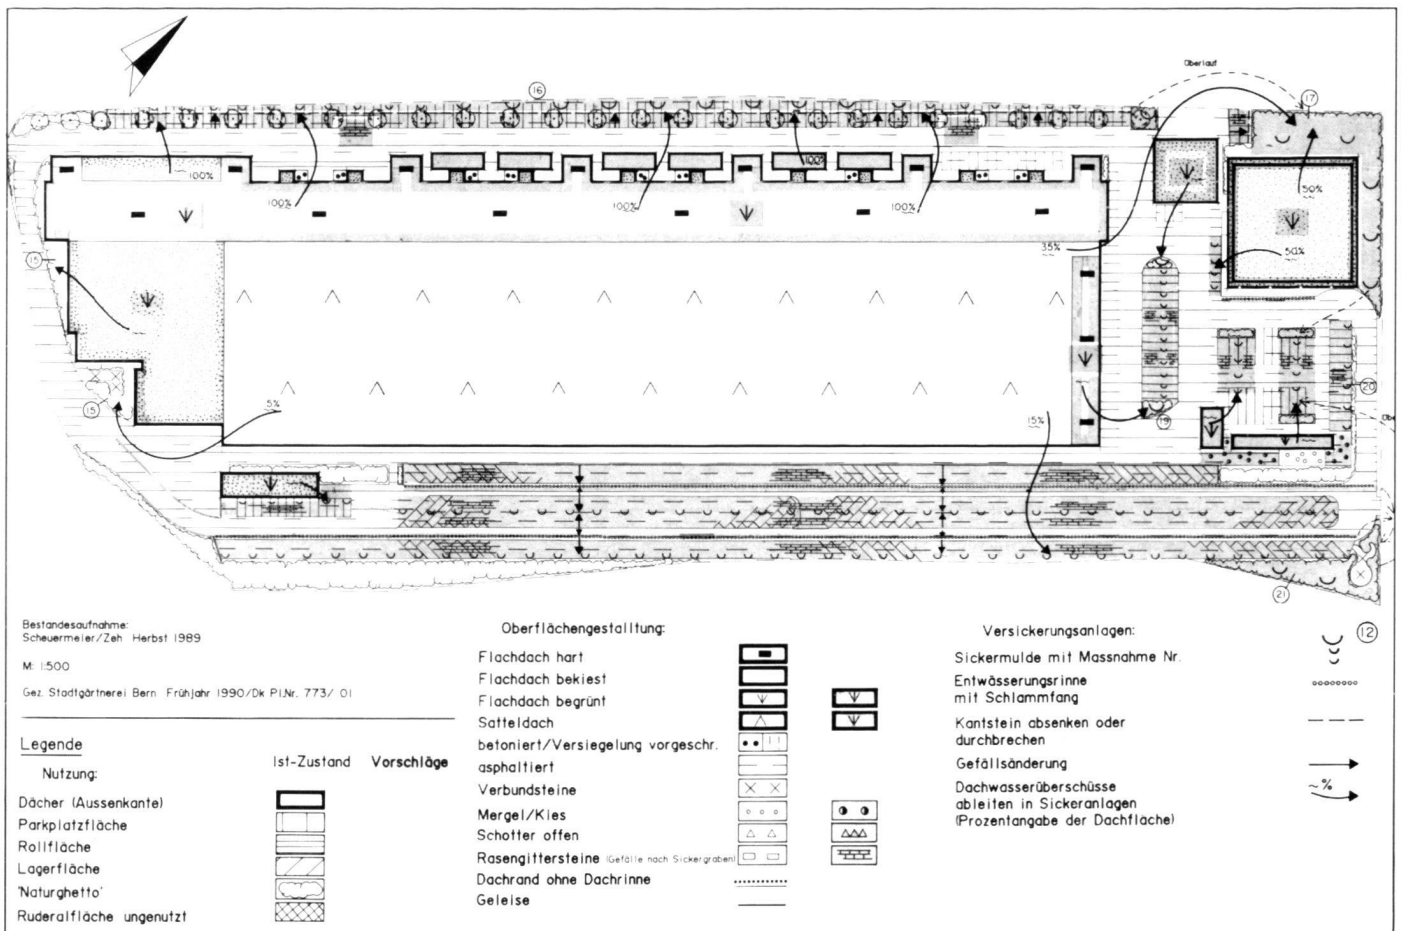 Überlauf
16
17
100%
100%
100%
100%
100%
50%
50%
35%
15
15
5%
15%
19
20
21
Bestandesaufnahme:
Scheuermeier/Zeh Herbst 1989
M: 1:500
Gez. Stadtgärtnerei Bern Frühjahr 1990/Dk Pl.Nr. 773/ 01
Legende
Nutzung:
Ist-Zustand Vorschläge
Dächer (Aussenkante)
Parkplatzfläche
Rollfläche
Lagerfläche
'Naturghetto'
Ruderalfläche ungenutzt
Oberflächengestalltung:
Flachdach hart
Flachdach bekiest
Flachdach begrünt
Satteldach
betoniert/Versiegelung vorgeschr.
asphaltiert
Verbundsteine
Mergel/Kies
Schotter offen
Rasengittersteine (Gefälle nach Sickergraben)
Dachrand ohne Dachrinne
Geleise
Versickerungsanlagen:
12
Sickermulde mit Massnahme Nr.
Entwässerungsrinne
mit Schlammfang
Kantstein absenken oder
durchbrechen
Gefällsänderung
Dachwasserüberschüsse
ableiten in Sickeranlagen
(Prozentangabe der Dachfläche)
~%